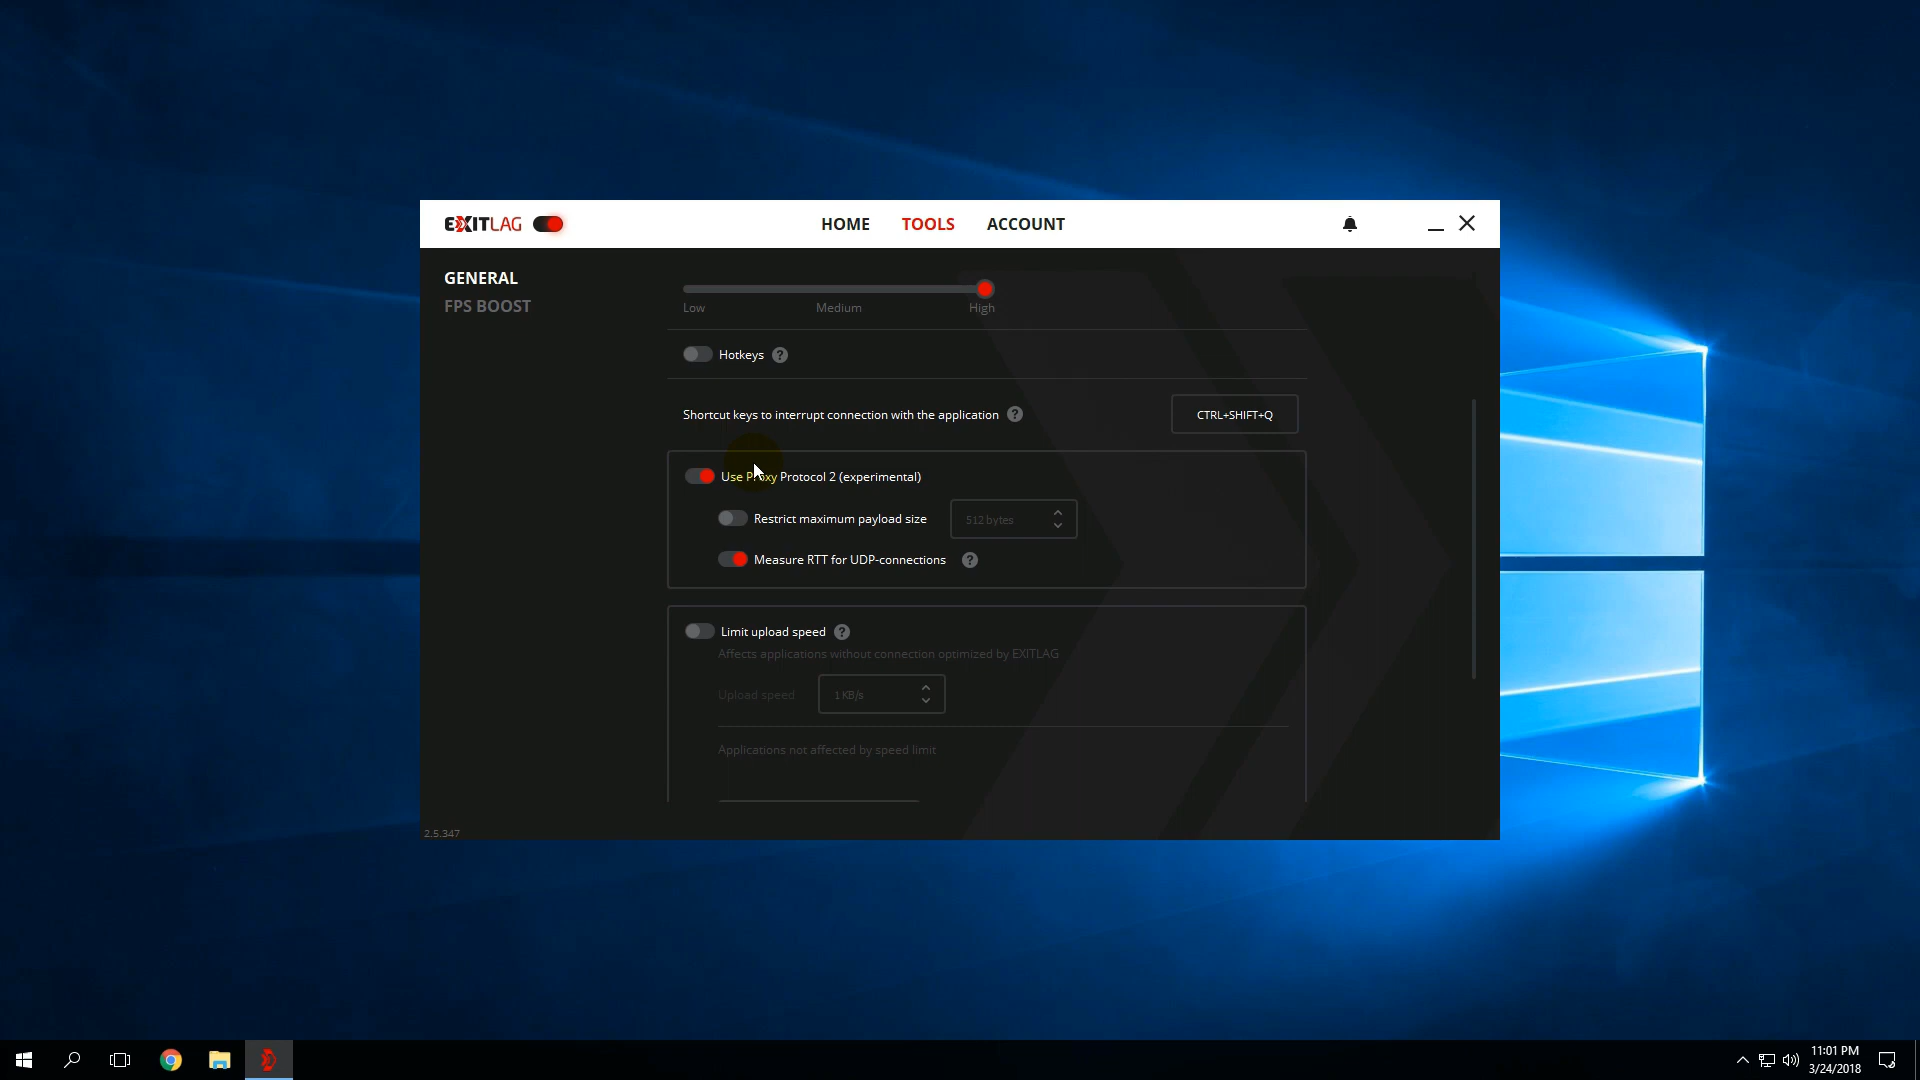 EXITLAG
HOME TOOLS ACCOUNT
GENERAL
FPS BOOST
Low Medium High
Hotkeys ?
Shortcut keys to interrupt connection with the application ? CTRL+SHIFT+Q
Use Proxy Protocol 2 (experimental)
Restrict maximum payload size 512 bytes
Measure RTT for UDP-connections ?
Limit upload speed ?
Affects applications without connection optimized by EXITLAG
Upload speed 1 KB/s
Applications not affected by speed limit
2.5.347
11:01 PM
3/24/2018